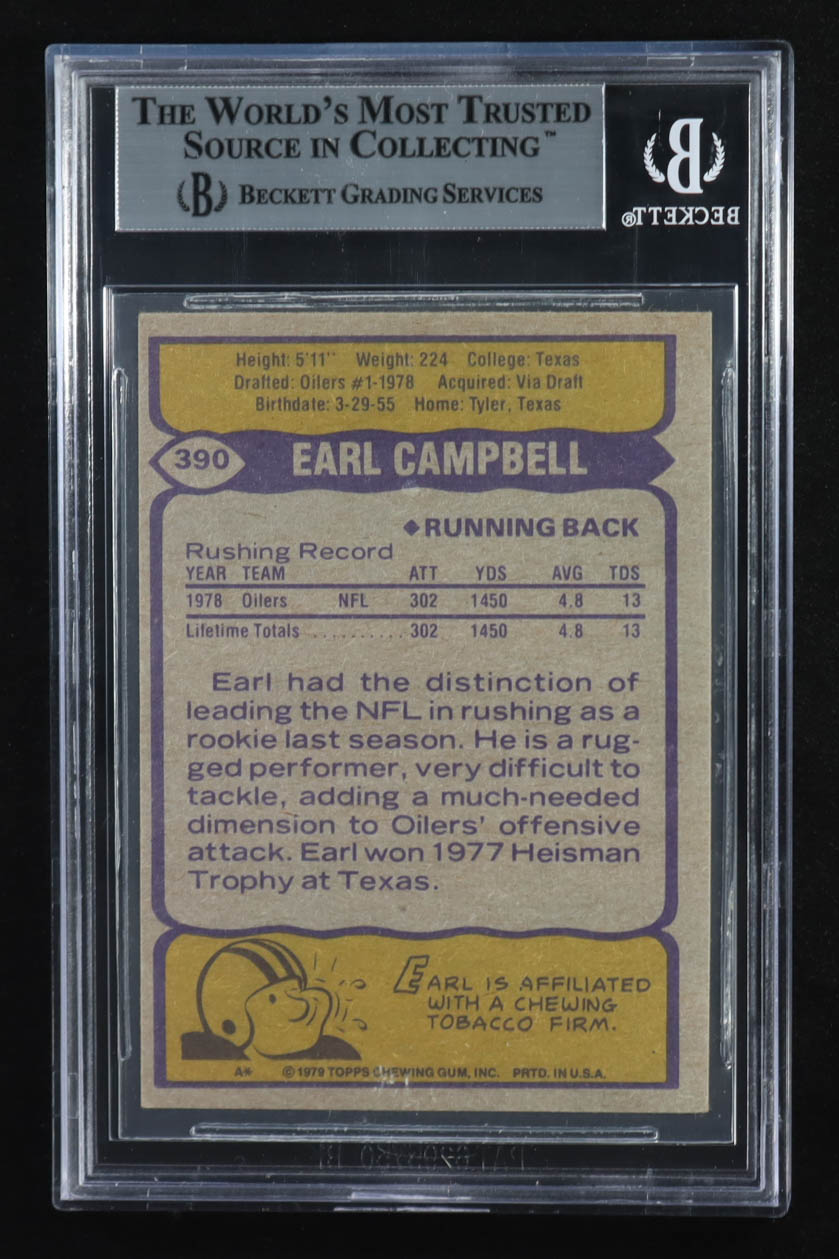 THE WORLD'S MOST TRUSTED
SOURCE IN COLLECTING™
B BECKETT GRADING SERVICES
B
BECKETT®
Height: 5'11" Weight: 224 College: Texas
Drafted: Oilers #1-1978 Acquired: Via Draft
Birthdate: 3-29-55 Home: Tyler, Texas
390 EARL CAMPBELL
◆RUNNING BACK
Rushing Record
YEAR TEAM ATT YDS AVG TDS
1978 Oilers NFL 302 1450 4.8 13
Lifetime Totals .......... 302 1450 4.8 13
Earl had the distinction of
leading the NFL in rushing as a
rookie last season. He is a rug-
ged performer, very difficult to
tackle, adding a much-needed
dimension to Oilers' offensive
attack. Earl won 1977 Heisman
Trophy at Texas.
EARL IS AFFILIATED
WITH A CHEWING
TOBACCO FIRM.
A* © 1979 TOPPS CHEWING GUM, INC. PRTD. IN U.S.A.